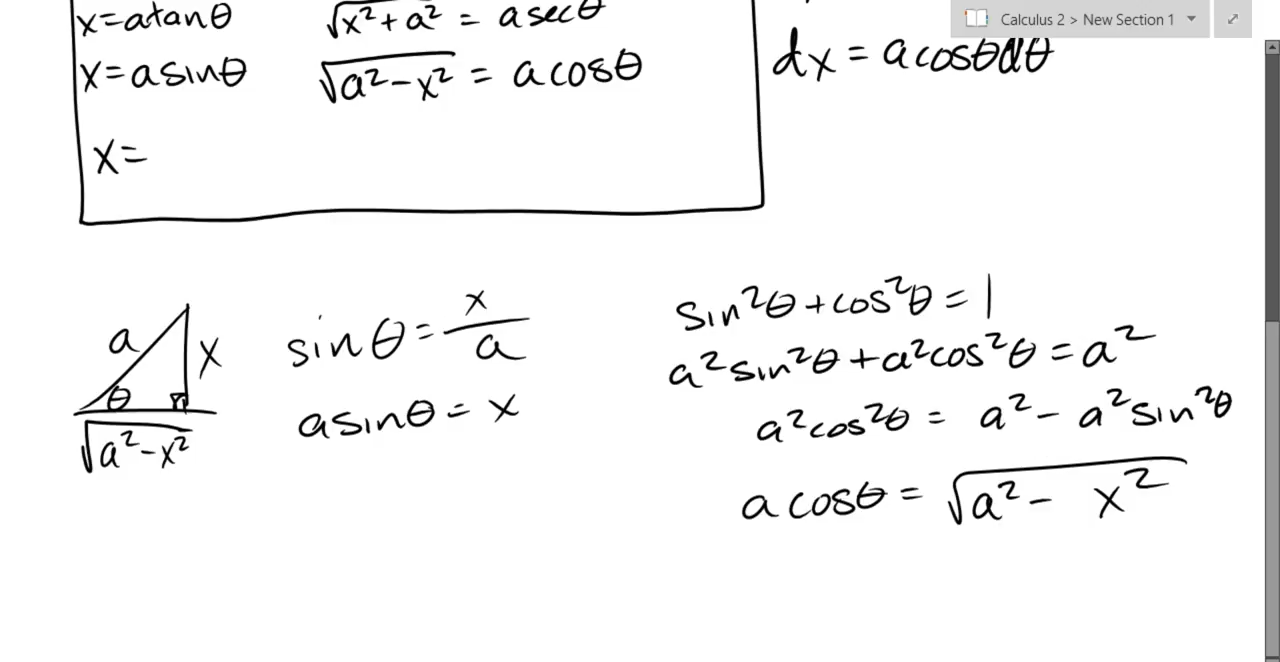 Calculus 2 > New Section 1
x=atanθ √x²+a² = asecθ
dx = acosθdθ
x=asinθ √a²-x² = acosθ
x=
sin²θ+cos²θ=1
a x sinθ= x/a
a²sin²θ+a²cos²θ=a²
θ
asinθ=x
a²cos²θ = a²-a²sin²θ
√a²-x²
acosθ= √a²- x²